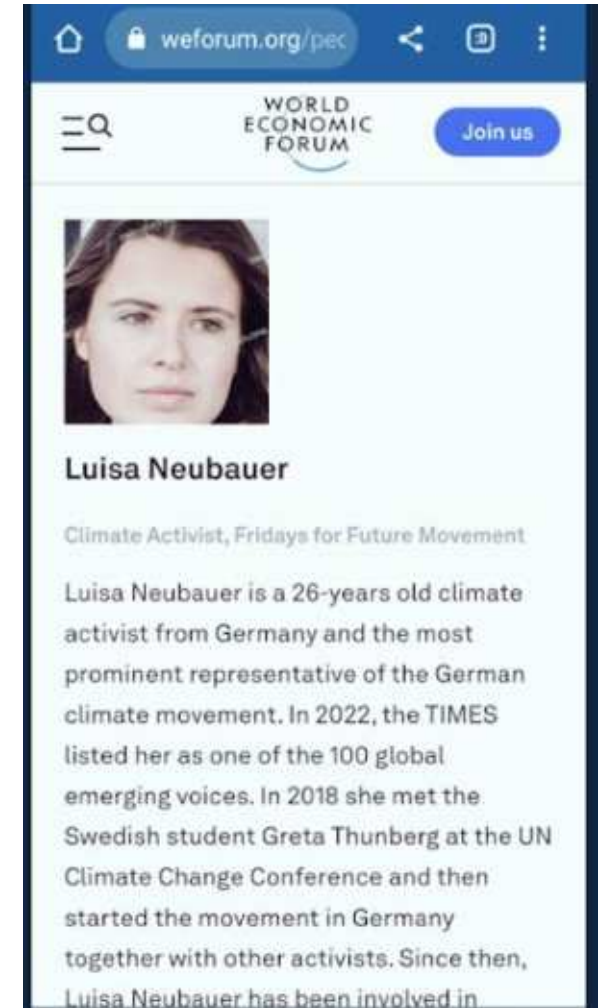 weforum.org/pec
:D
WORLD
ECONOMIC
FORUM
Join us
Luisa Neubauer
Climate Activist, Fridays for Future Movement
Luisa Neubauer is a 26-years old climate
activist from Germany and the most
prominent representative of the German
climate movement. In 2022, the TIMES
listed her as one of the 100 global
emerging voices. In 2018 she met the
Swedish student Greta Thunberg at the UN
Climate Change Conference and then
started the movement in Germany
together with other activists. Since then,
Luisa Neubauer has been involved in